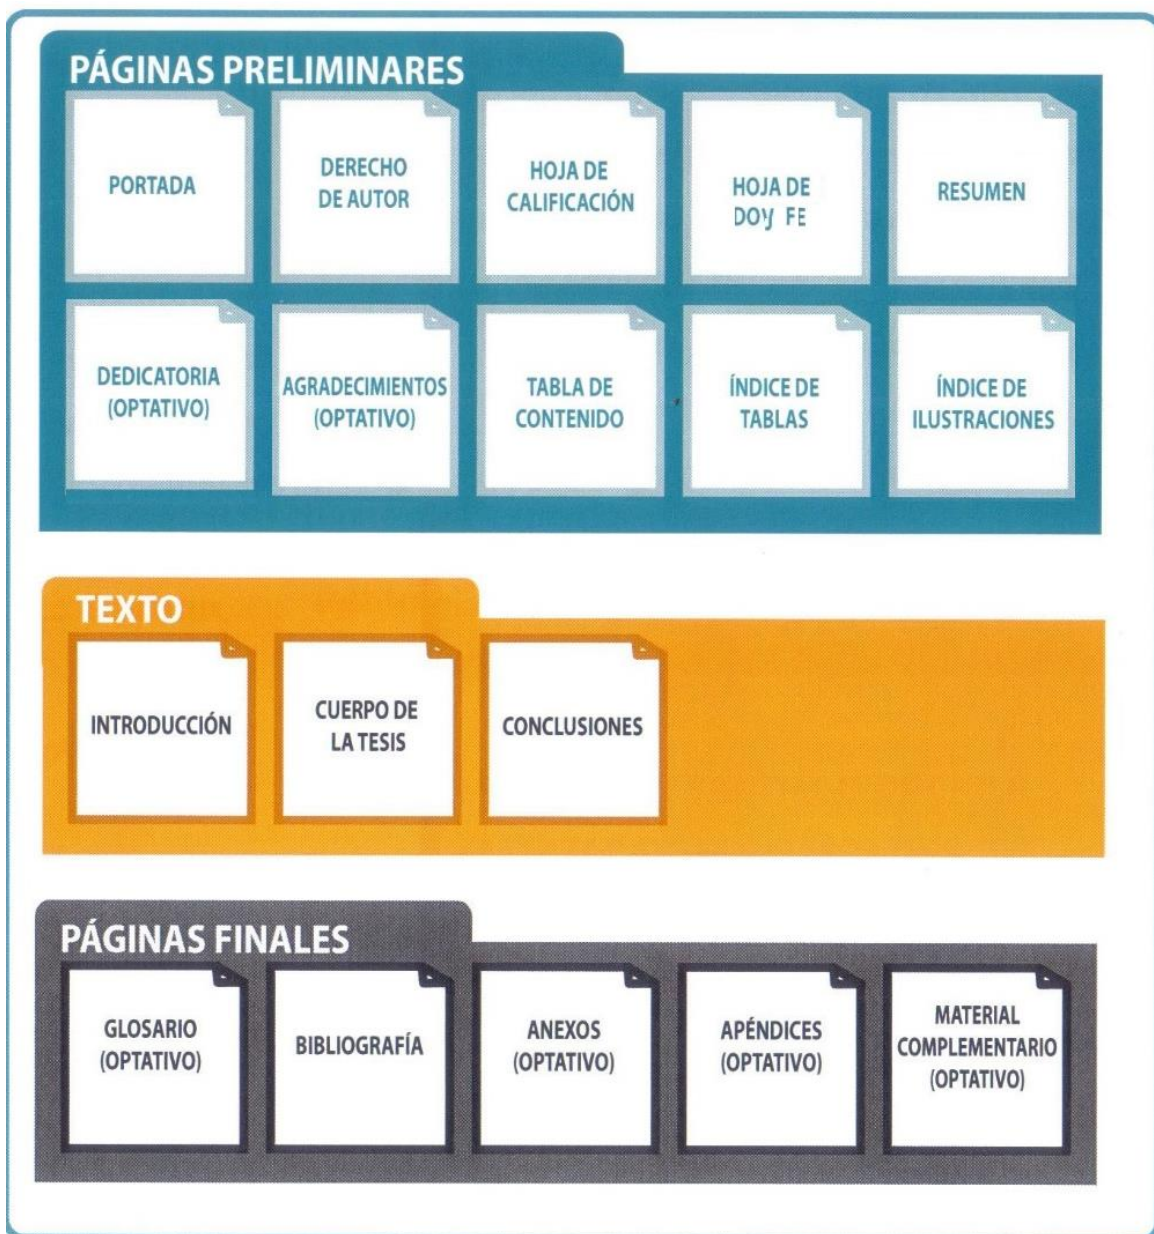 PÁGINAS PRELIMINARES
PORTADA
DERECHO
DE AUTOR
HOJA DE
CALIFICACIÓN
HOJA DE
DOy FE
RESUMEN
DEDICATORIA
(OPTATIVO)
AGRADECIMIENTOS
(OPTATIVO)
TABLA DE
CONTENIDO
ÍNDICE DE
TABLAS
ÍNDICE DE
ILUSTRACIONES
TEXTO
INTRODUCCIÓN
CUERPO DE
LA TESIS
CONCLUSIONES
PÁGINAS FINALES
GLOSARIO
(OPTATIVO)
BIBLIOGRAFÍA
ANEXOS
(OPTATIVO)
APÉNDICES
(OPTATIVO)
MATERIAL
COMPLEMENTARIO
(OPTATIVO)